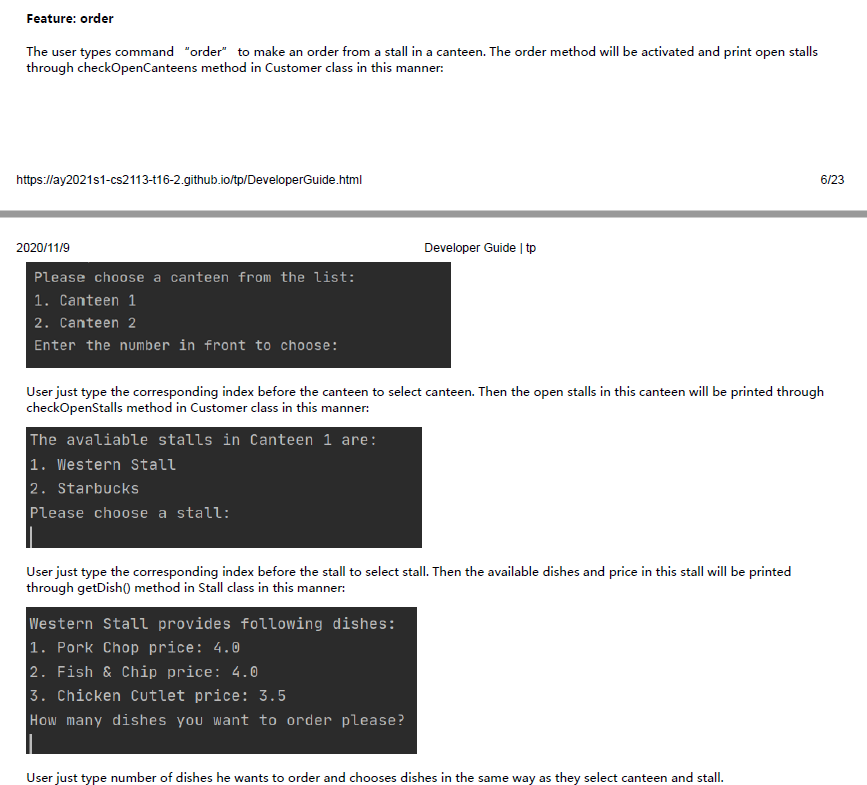 Feature: order
The user types command “order” to make an order from a stall in a canteen. The order method will be activated and print open stalls
through checkOpenCanteens method in Customer class in this manner:
https://ay2021s1-cs2113-t16-2.github.io/tp/DeveloperGuide.html 6/23
2020/11/9 Developer Guide | tp
Please choose a canteen from the list:
1. Canteen 1
2. Canteen 2
Enter the number in front to choose:
User just type the corresponding index before the canteen to select canteen. Then the open stalls in this canteen will be printed through
checkOpenStalls method in Customer class in this manner:
The avaliable stalls in Canteen 1 are:
1. Western Stall
2. Starbucks
Please choose a stall:
User just type the corresponding index before the stall to select stall. Then the available dishes and price in this stall will be printed
through getDish() method in Stall class in this manner:
Western Stall provides following dishes:
1. Pork Chop price: 4.0
2. Fish & Chip price: 4.0
3. Chicken Cutlet price: 3.5
How many dishes you want to order please?
User just type number of dishes he wants to order and chooses dishes in the same way as they select canteen and stall.